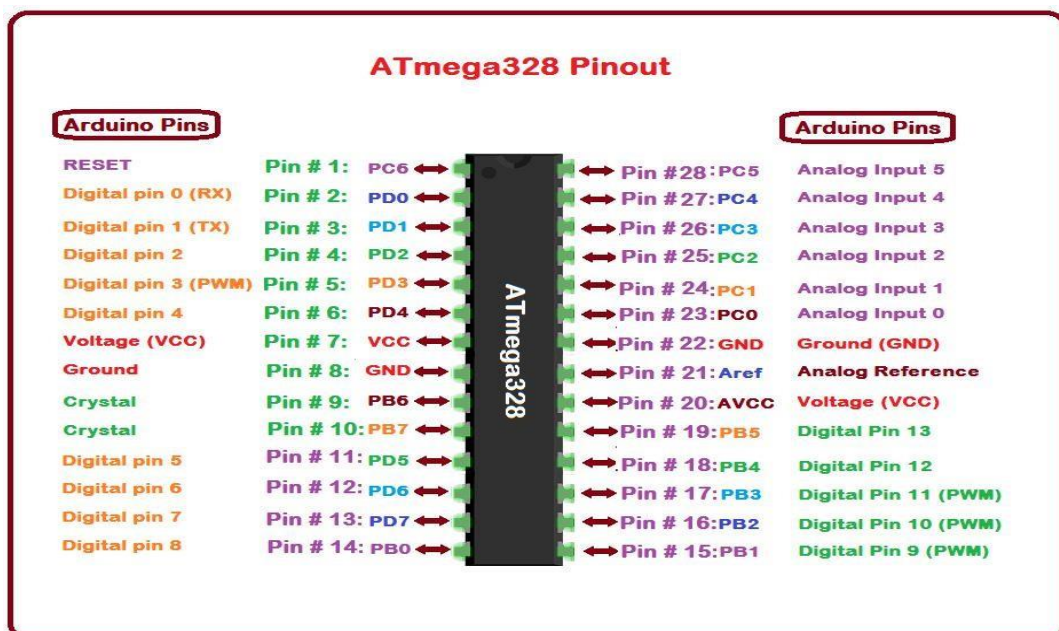 ATmega328 Pinout
Arduino Pins
Arduino Pins
RESET Pin # 1: PC6 Pin #28:PC5 Analog Input 5
Digital pin 0 (RX) Pin # 2: PD0 Pin #27:PC4 Analog Input 4
Digital pin 1 (TX) Pin # 3: PD1 Pin # 26:PC3 Analog Input 3
Digital pin 2 Pin # 4: PD2 Pin # 25:PC2 Analog Input 2
Digital pin 3 (PWM) Pin # 5: PD3 Pin # 24:PC1 Analog Input 1
Digital pin 4 Pin # 6: PD4 Pin # 23:PC0 Analog Input 0
Voltage (VCC) Pin # 7: VCC Pin # 22:GND Ground (GND)
Ground Pin # 8: GND Pin # 21:Aref Analog Reference
Crystal Pin # 9: PB6 Pin # 20:AVCC Voltage (VCC)
Crystal Pin # 10:PB7 Pin # 19:PB5 Digital Pin 13
Digital pin 5 Pin # 11: PD5 Pin # 18:PB4 Digital Pin 12
Digital pin 6 Pin # 12: PD6 Pin # 17:PB3 Digital Pin 11 (PWM)
Digital pin 7 Pin # 13: PD7 Pin # 16:PB2 Digital Pin 10 (PWM)
Digital pin 8 Pin # 14: PB0 Pin # 15:PB1 Digital Pin 9 (PWM)
ATmega328